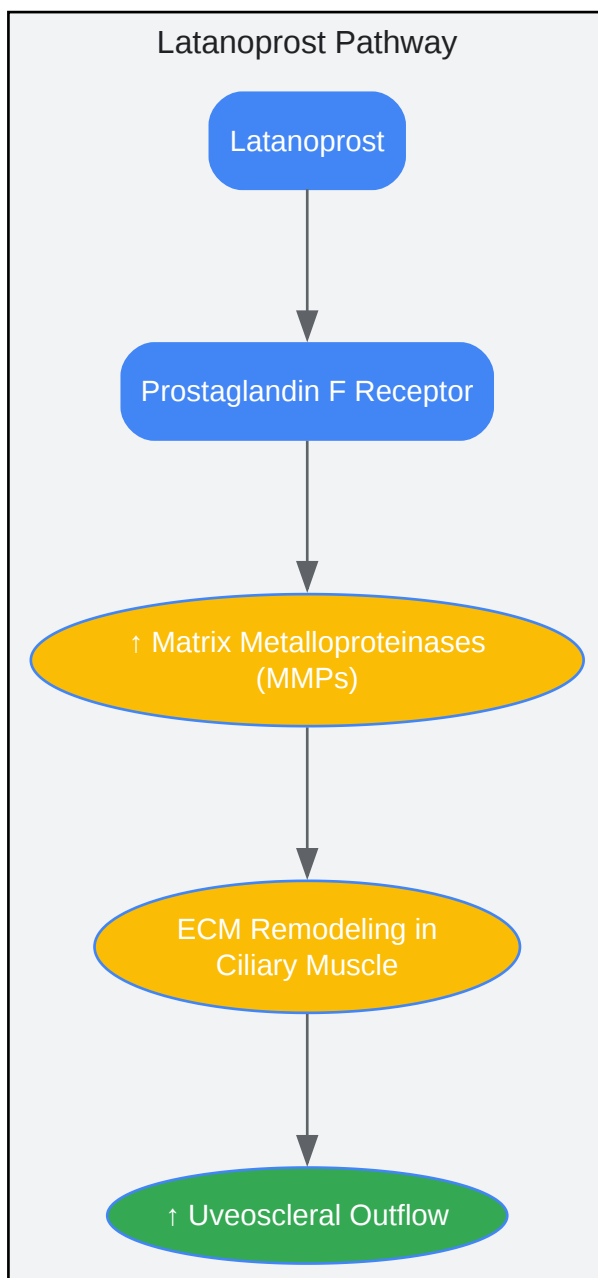 Latanoprost Pathway
Latanoprost
Prostaglandin F Receptor
↑ Matrix Metalloproteinases
(MMPs)
ECM Remodeling in
Ciliary Muscle
↑ Uveoscleral Outflow